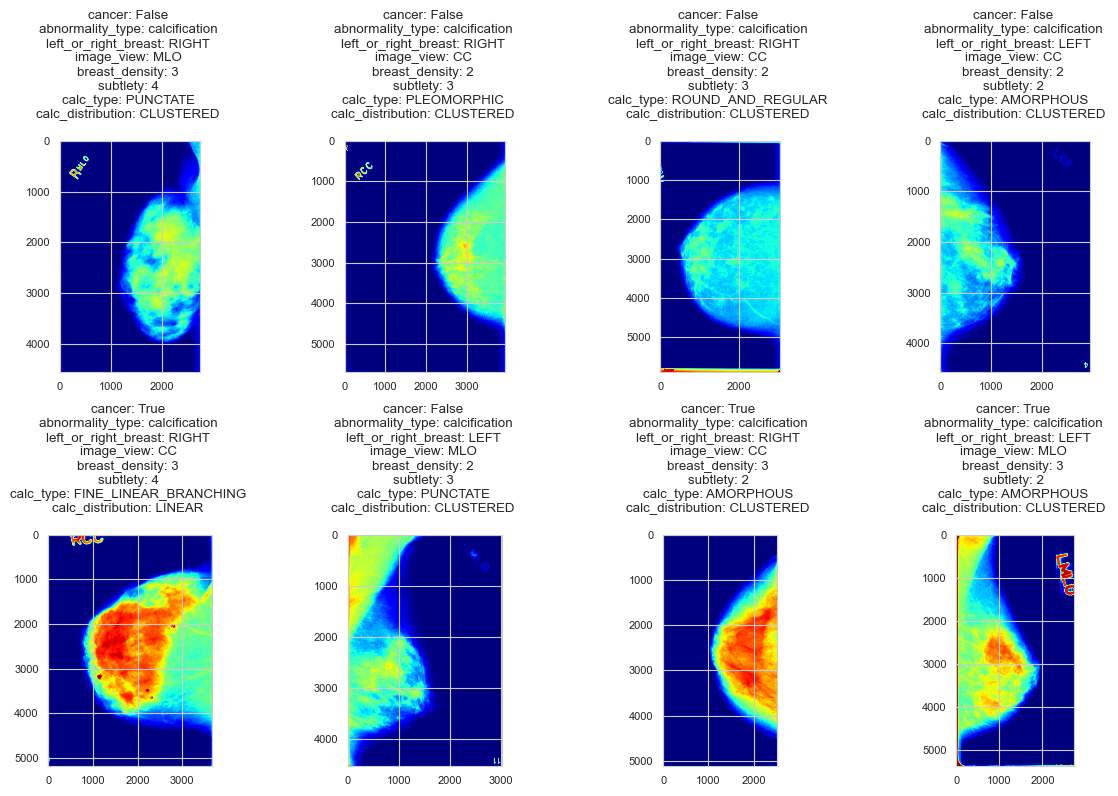 cancer: False
abnormality_type: calcification
left_or_right_breast: RIGHT
image_view: MLO
breast_density: 3
subtlety: 4
calc_type: PUNCTATE
calc_distribution: CLUSTERED
RMLO
0
1000
2000
3000
4000
0
1000
2000
cancer: False
abnormality_type: calcification
left_or_right_breast: RIGHT
image_view: CC
breast_density: 2
subtlety: 3
calc_type: PLEOMORPHIC
calc_distribution: CLUSTERED
RCC
0
1000
2000
3000
4000
5000
0
1000
2000
3000
cancer: False
abnormality_type: calcification
left_or_right_breast: RIGHT
image_view: CC
breast_density: 2
subtlety: 3
calc_type: ROUND_AND_REGULAR
calc_distribution: CLUSTERED
0
1000
2000
3000
4000
5000
0
2000
cancer: False
abnormality_type: calcification
left_or_right_breast: LEFT
image_view: CC
breast_density: 2
subtlety: 2
calc_type: AMORPHOUS
calc_distribution: CLUSTERED
LCC
0
1000
2000
3000
4000
0
1000
2000
cancer: True
abnormality_type: calcification
left_or_right_breast: RIGHT
image_view: CC
breast_density: 3
subtlety: 4
calc_type: FINE_LINEAR_BRANCHING
calc_distribution: LINEAR
RCC
0
1000
2000
3000
4000
5000
0
1000
2000
3000
cancer: False
abnormality_type: calcification
left_or_right_breast: LEFT
image_view: MLO
breast_density: 2
subtlety: 3
calc_type: PUNCTATE
calc_distribution: CLUSTERED
0
1000
2000
3000
4000
0
1000
2000
3000
cancer: True
abnormality_type: calcification
left_or_right_breast: RIGHT
image_view: CC
breast_density: 3
subtlety: 2
calc_type: AMORPHOUS
calc_distribution: CLUSTERED
0
1000
2000
3000
4000
5000
0
1000
2000
cancer: True
abnormality_type: calcification
left_or_right_breast: LEFT
image_view: MLO
breast_density: 3
subtlety: 2
calc_type: AMORPHOUS
calc_distribution: CLUSTERED
LMLO
0
1000
2000
3000
4000
5000
0
1000
2000